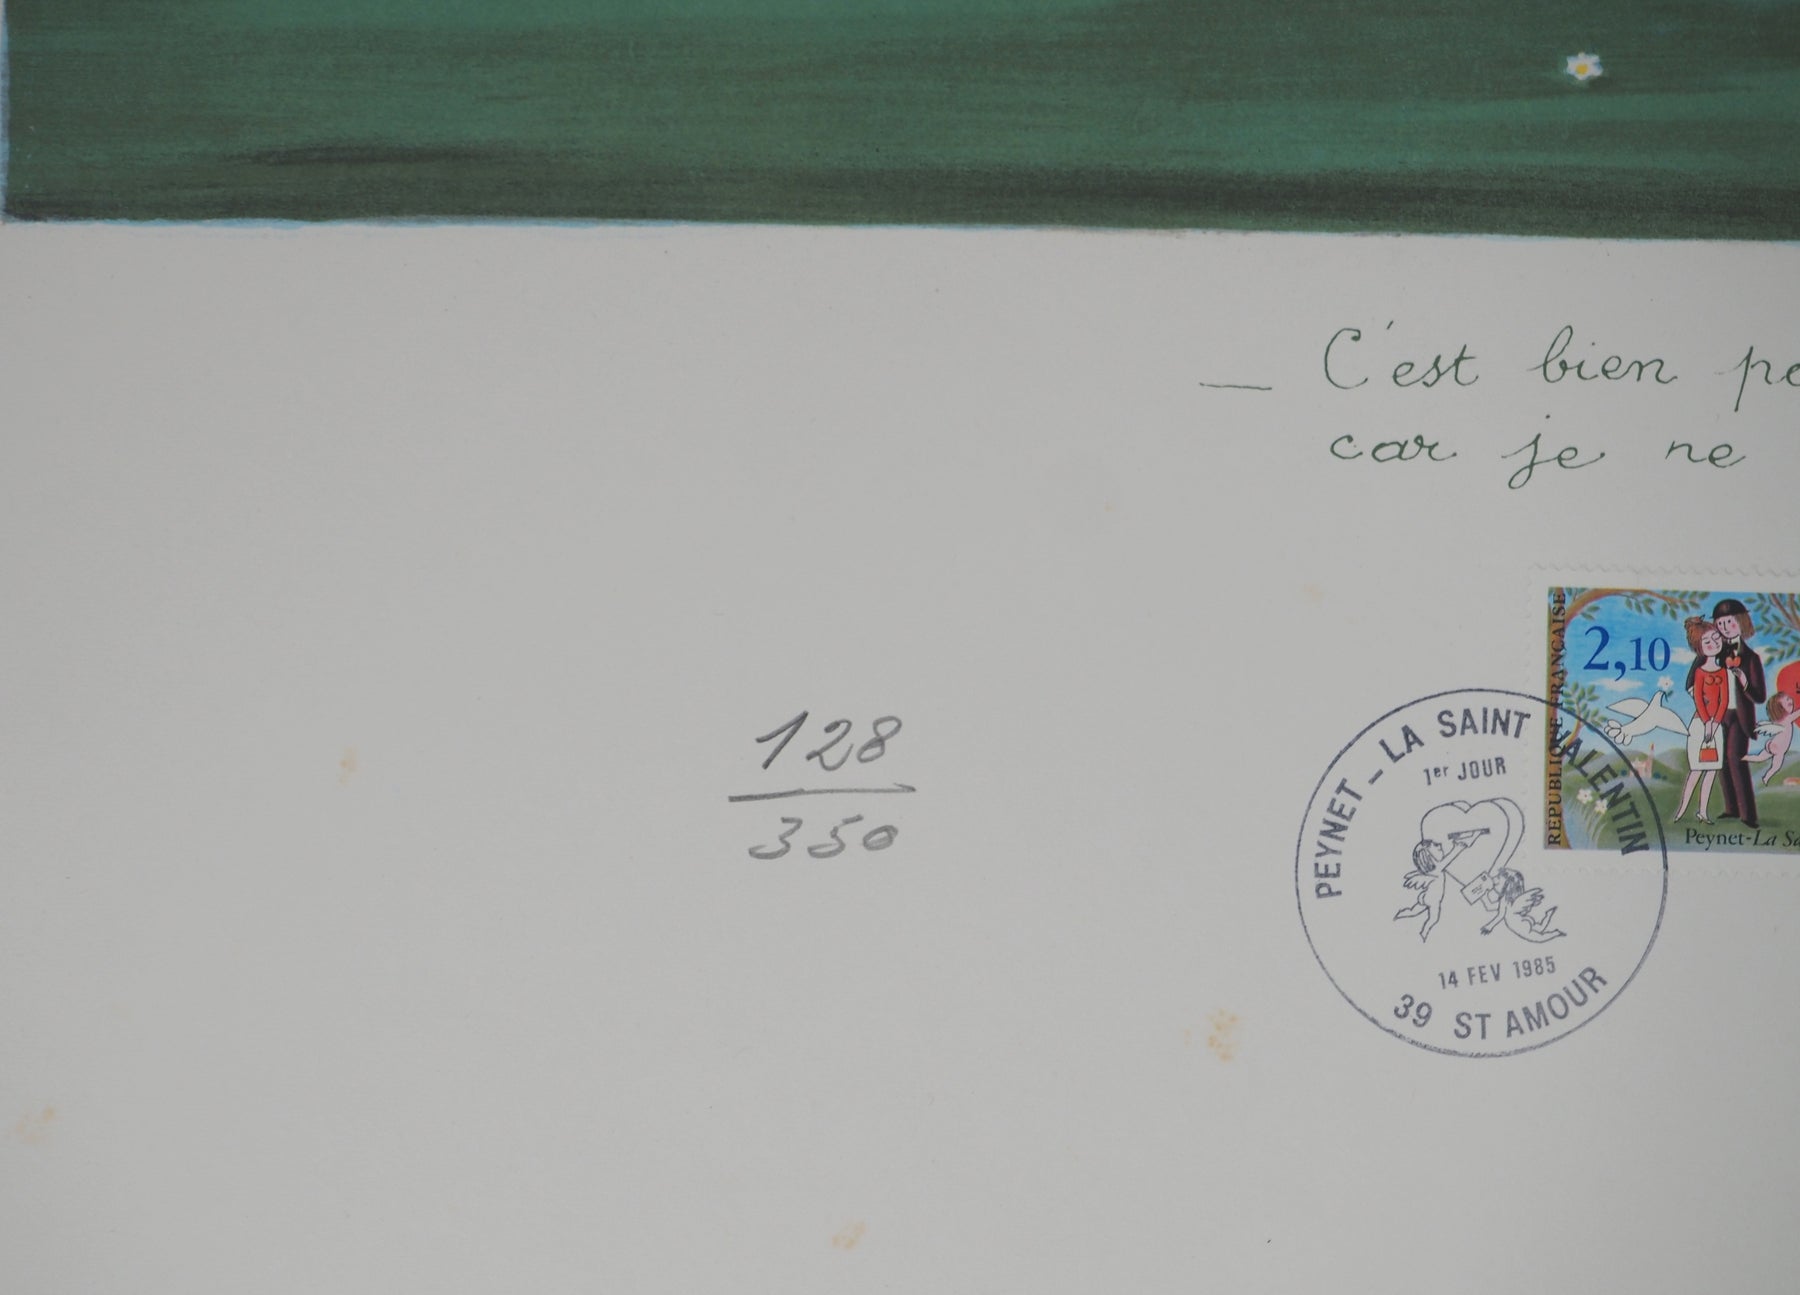 — C'est bien
car je ne
RÉPUBLIQUE FRANÇAISE
2,10
Peynet-La
128
350
PEYNET - LA SAINT VALENTIN
1er JOUR
14 FEV 1985
39 ST AMOUR